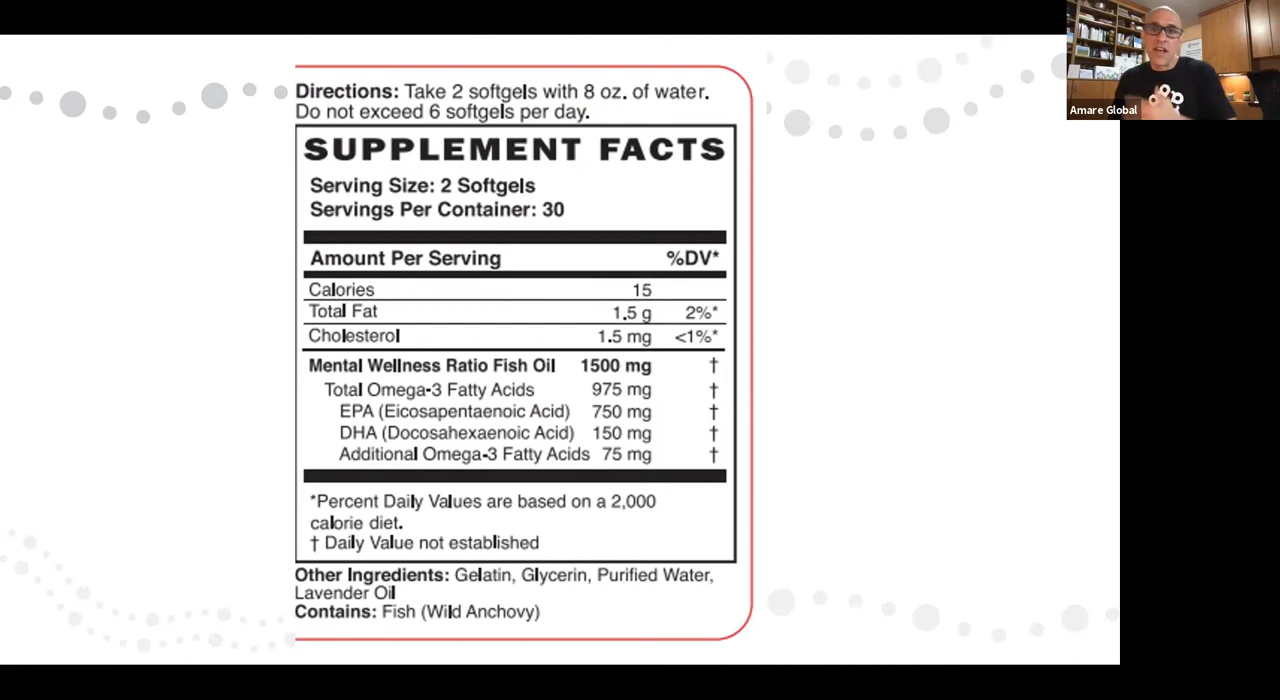 Directions: Take 2 softgels with 8 oz. of water.
Do not exceed 6 softgels per day.
SUPPLEMENT FACTS
Serving Size: 2 Softgels
Servings Per Container: 30
Amount Per Serving %DV*
Calories 15
Total Fat 1.5 g 2%*
Cholesterol 1.5 mg <1%*
Mental Wellness Ratio Fish Oil 1500 mg †
Total Omega-3 Fatty Acids 975 mg †
EPA (Eicosapentaenoic Acid) 750 mg †
DHA (Docosahexaenoic Acid) 150 mg †
Additional Omega-3 Fatty Acids 75 mg †
*Percent Daily Values are based on a 2,000
calorie diet.
† Daily Value not established
Other Ingredients: Gelatin, Glycerin, Purified Water,
Lavender Oil
Contains: Fish (Wild Anchovy)
Amare Global